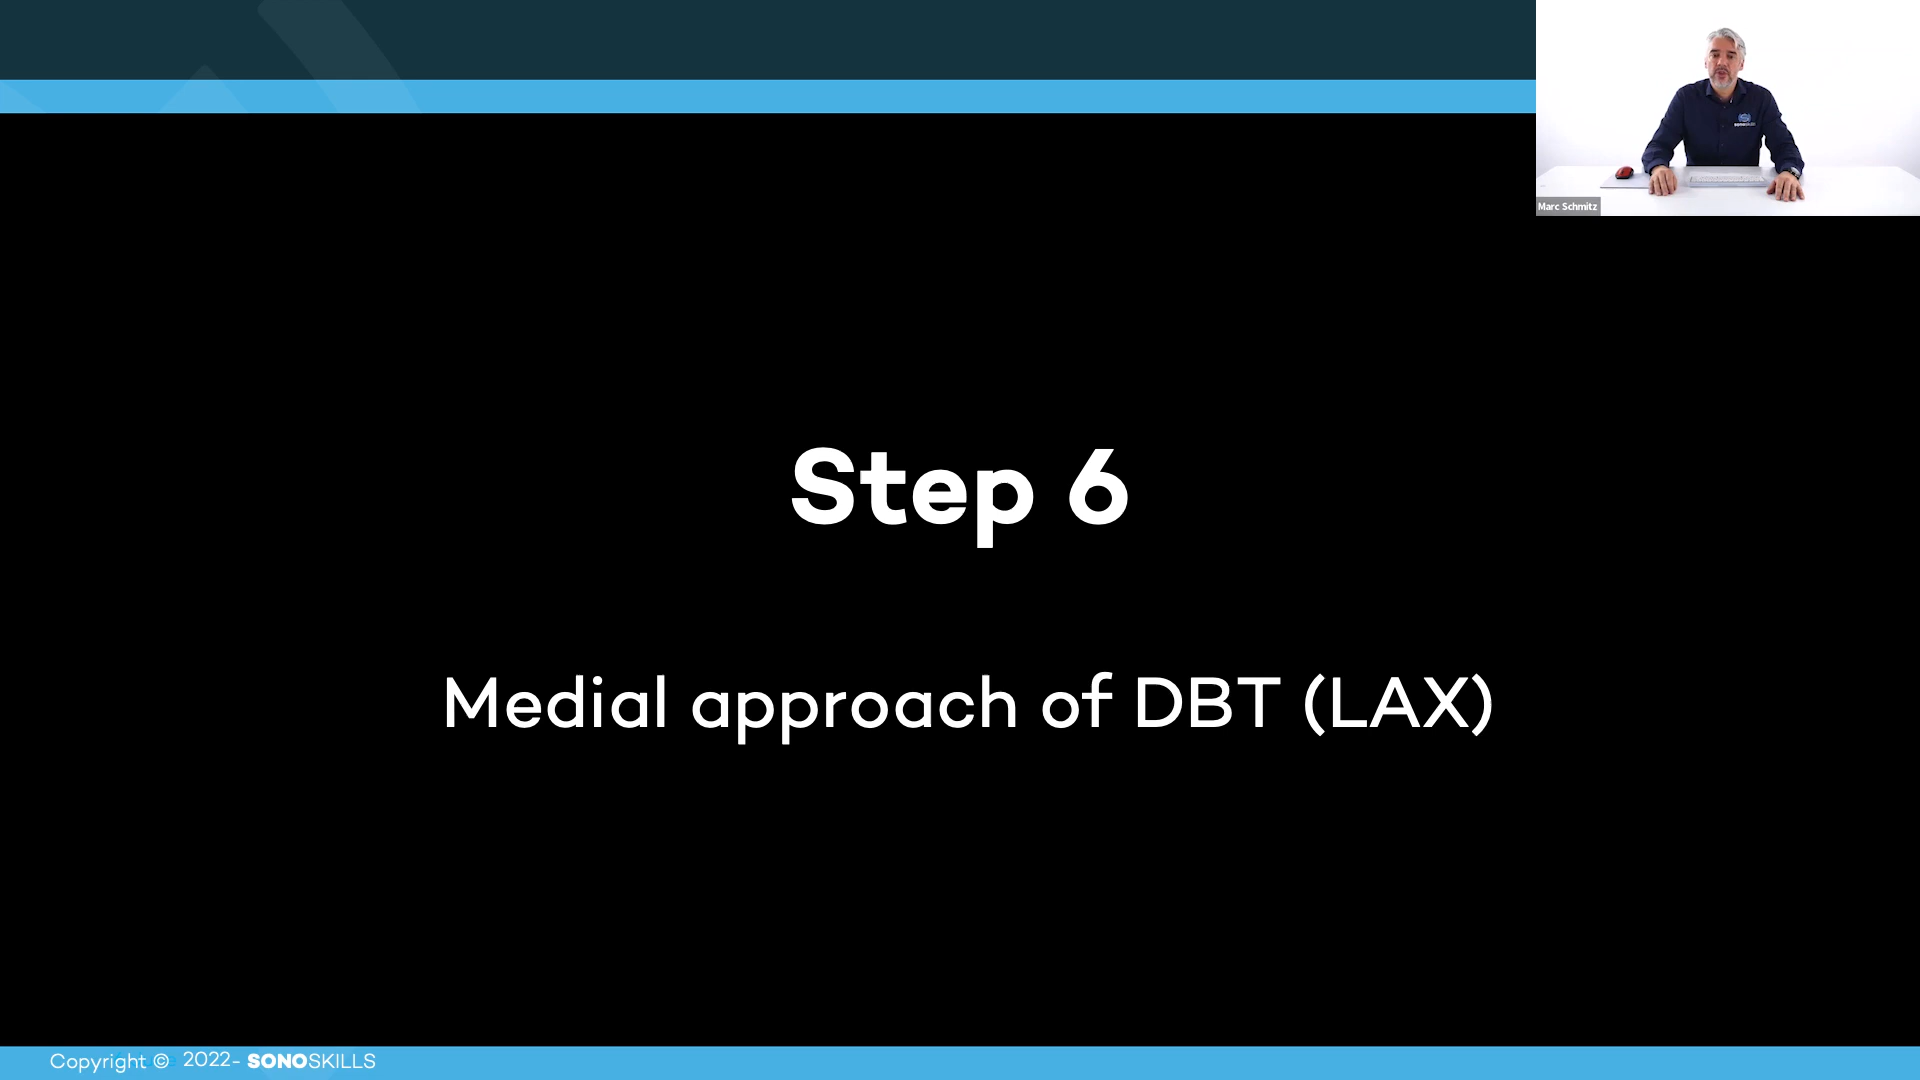 Marc Schmitz
Step 6
Medial approach of DBT (LAX)
Copyright © 2022- SONOSKILLS